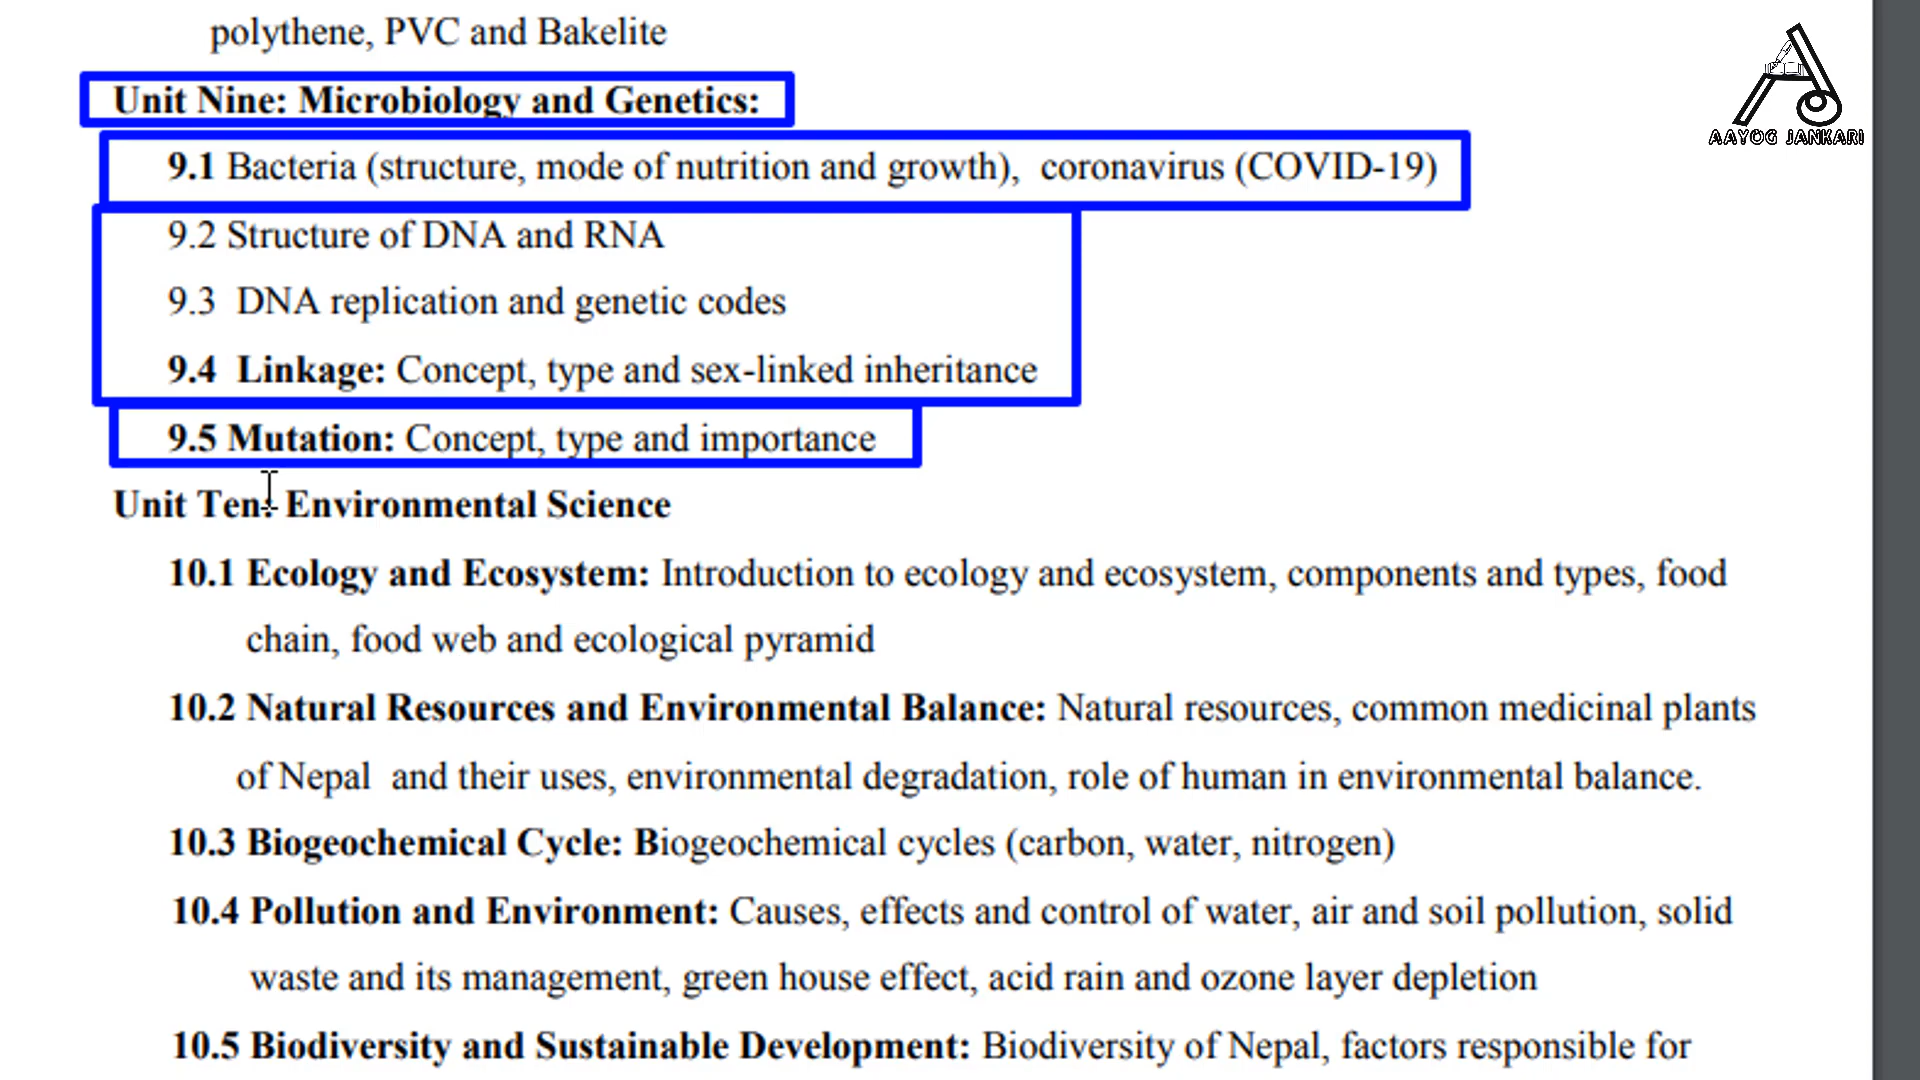 polythene, PVC and Bakelite
Unit Nine: Microbiology and Genetics:
9.1 Bacteria (structure, mode of nutrition and growth), coronavirus (COVID-19)
9.2 Structure of DNA and RNA
9.3 DNA replication and genetic codes
9.4 Linkage: Concept, type and sex-linked inheritance
9.5 Mutation: Concept, type and importance
Unit Ten: Environmental Science
10.1 Ecology and Ecosystem: Introduction to ecology and ecosystem, components and types, food
chain, food web and ecological pyramid
10.2 Natural Resources and Environmental Balance: Natural resources, common medicinal plants
of Nepal and their uses, environmental degradation, role of human in environmental balance.
10.3 Biogeochemical Cycle: Biogeochemical cycles (carbon, water, nitrogen)
10.4 Pollution and Environment: Causes, effects and control of water, air and soil pollution, solid
waste and its management, green house effect, acid rain and ozone layer depletion
10.5 Biodiversity and Sustainable Development: Biodiversity of Nepal, factors responsible for
AAYOG JANKARI